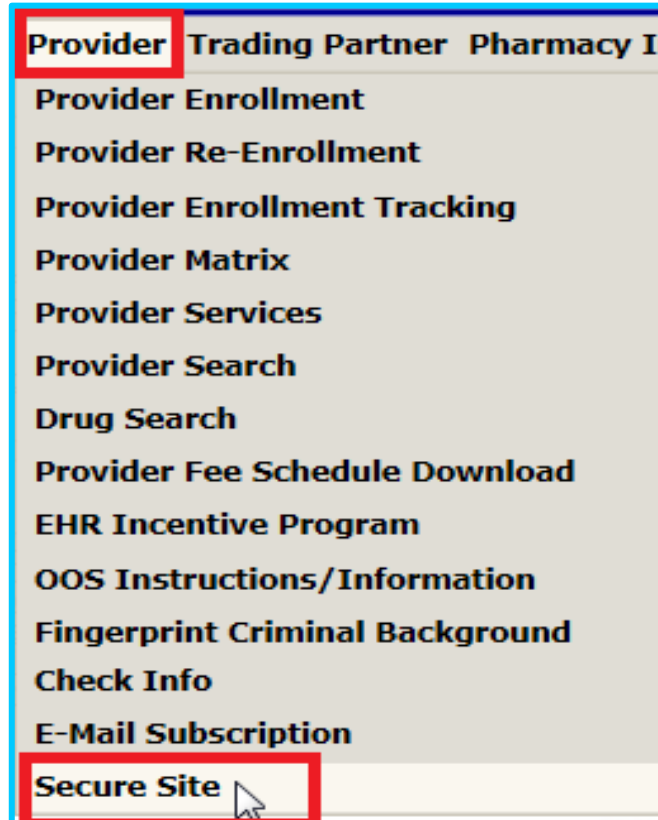 Provider Trading Partner Pharmacy I
Provider Enrollment
Provider Re-Enrollment
Provider Enrollment Tracking
Provider Matrix
Provider Services
Provider Search
Drug Search
Provider Fee Schedule Download
EHR Incentive Program
OOS Instructions/Information
Fingerprint Criminal Background
Check Info
E-Mail Subscription
Secure Site